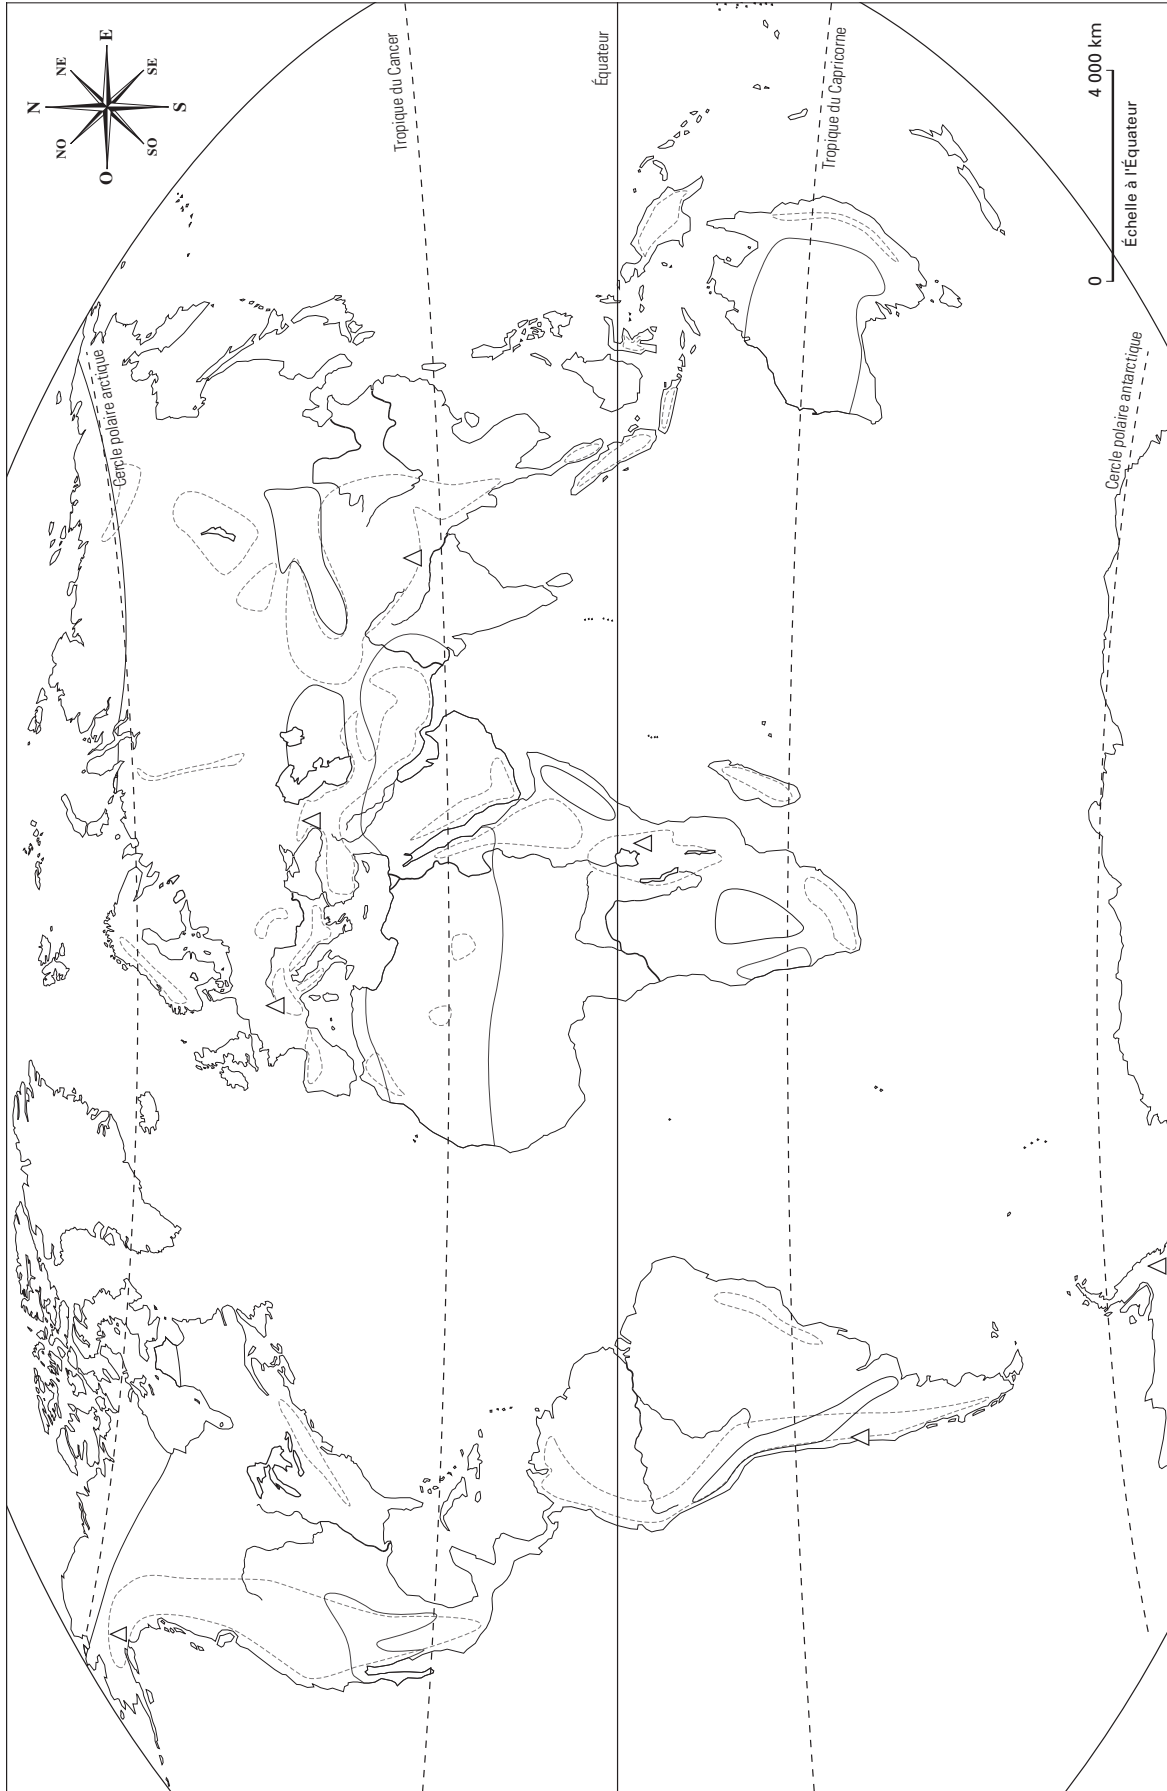 N
NE
E
SE
S
SO
O
NO
Cercle polaire arctique
Tropique du Cancer
Équateur
Tropique du Capricorne
Cercle polaire antarctique
0
4 000 km
Échelle à l'Équateur